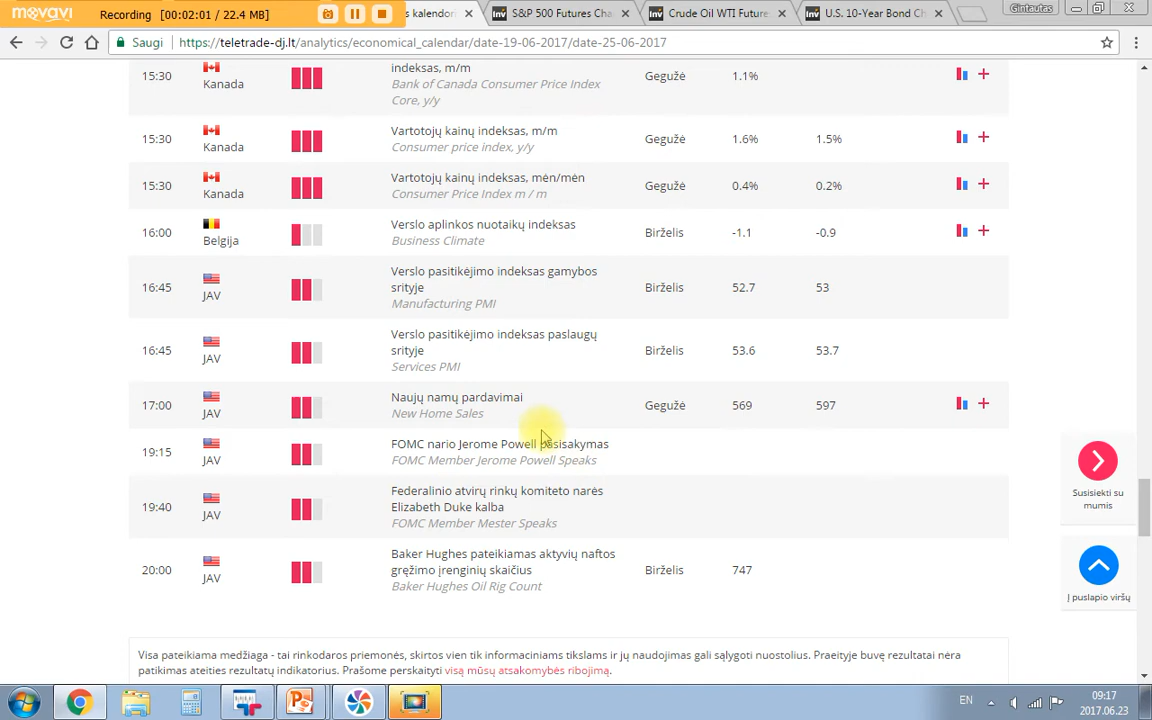 movavi
Recording [00:02:01 / 22.4 MB]
s kalendori
S&P 500 Futures Cha
Crude Oil WTI Future
U.S. 10-Year Bond Ch
Gintautas
Saugi
https://teletrade-dj.lt/analytics/economical_calendar/date-19-06-2017/date-25-06-2017
15:30 Kanada indeksas, m/m Gegužė 1.1%
Bank of Canada Consumer Price Index
Core, y/y
15:30 Kanada Vartotojų kainų indeksas, m/m Gegužė 1.6% 1.5%
Consumer price index, y/y
15:30 Kanada Vartotojų kainų indeksas, mėn/mėn Gegužė 0.4% 0.2%
Consumer Price Index m / m
16:00 Belgija Verslo aplinkos nuotaikų indeksas Birželis -1.1 -0.9
Business Climate
16:45 JAV Verslo pasitikėjimo indeksas gamybos
srityje Birželis 52.7 53
Manufacturing PMI
16:45 JAV Verslo pasitikėjimo indeksas paslaugų
srityje Birželis 53.6 53.7
Services PMI
17:00 JAV Naujų namų pardavimai Gegužė 569 597
New Home Sales
19:15 JAV FOMC nario Jerome Powell pasisakymas
FOMC Member Jerome Powell Speaks
19:40 JAV Federalinio atvirų rinkų komiteto narės
Elizabeth Duke kalba
FOMC Member Mester Speaks
20:00 JAV Baker Hughes pateikiamas aktyvių naftos
gręžimo įrenginių skaičius Birželis 747
Baker Hughes Oil Rig Count
Susisiekti su
mumis
Į puslapio viršų
Visa pateikiama medžiaga - tai rinkodaros priemonės, skirtos vien tik informaciniams tikslams ir jų naudojimas gali sąlygoti nuostolius. Praeityje buvę rezultatai nėra
patikimas ateities rezultatų indikatorius. Prašome perskaityti visą mūsų atsakomybės ribojimą.
EN
09:17
2017.06.23